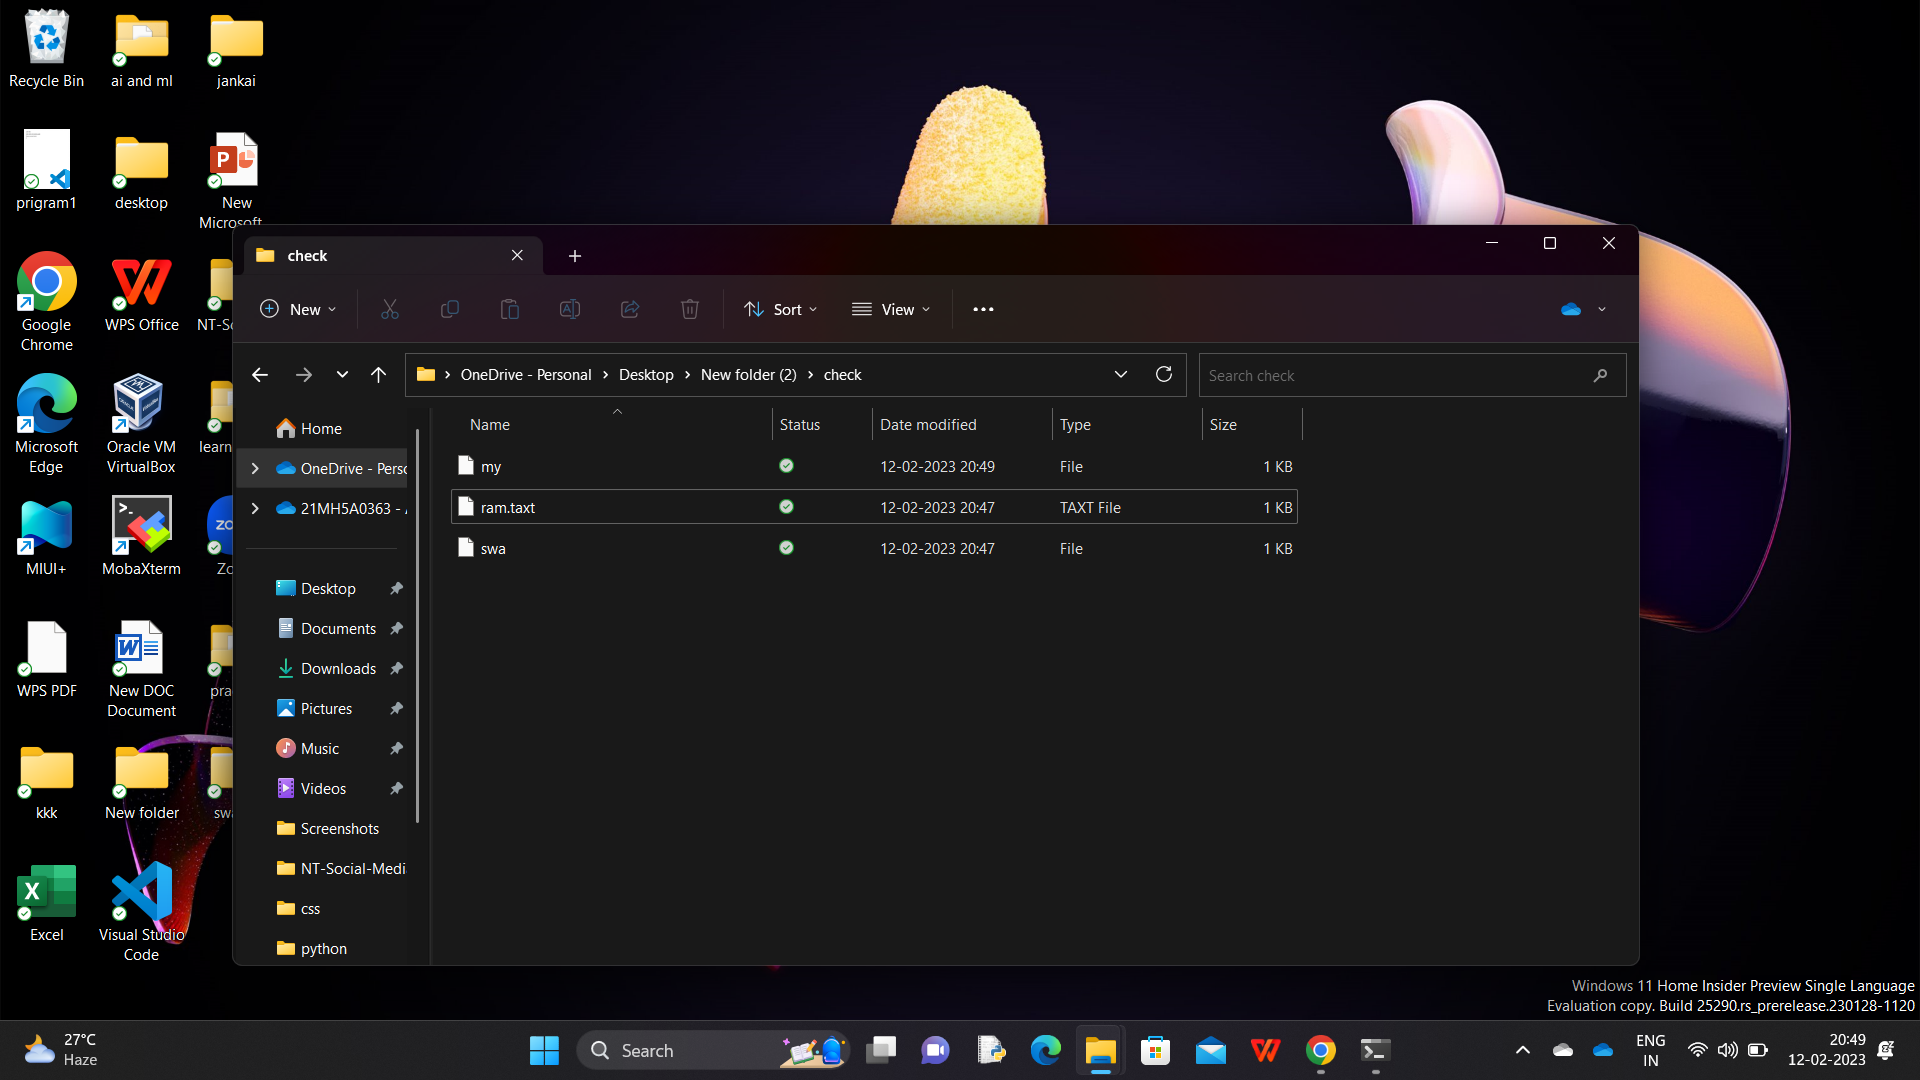 Recycle Bin
ai and ml
jankai
prigram1
desktop
New
Microsoft
Google
Chrome
WPS Office
NT-So
Microsoft
Edge
Oracle VM
VirtualBox
learn
MIUI+
MobaXterm
Zo
WPS PDF
New DOC
Document
pra
kkk
New folder
swa
Excel
Visual Studio
Code
check
New
Sort
View
OneDrive - Personal
Desktop
New folder (2)
check
Search check
Home
OneDrive - Perso
21MH5A0363 - A
Desktop
Documents
Downloads
Pictures
Music
Videos
Screenshots
NT-Social-Medi
css
python
Name Status Date modified Type Size
my 12-02-2023 20:49 File 1 KB
ram.taxt 12-02-2023 20:47 TAXT File 1 KB
swa 12-02-2023 20:47 File 1 KB
Windows 11 Home Insider Preview Single Language
Evaluation copy. Build 25290.rs_prerelease.230128-1120
27°C
Haze
Search
ENG
IN
20:49
12-02-2023